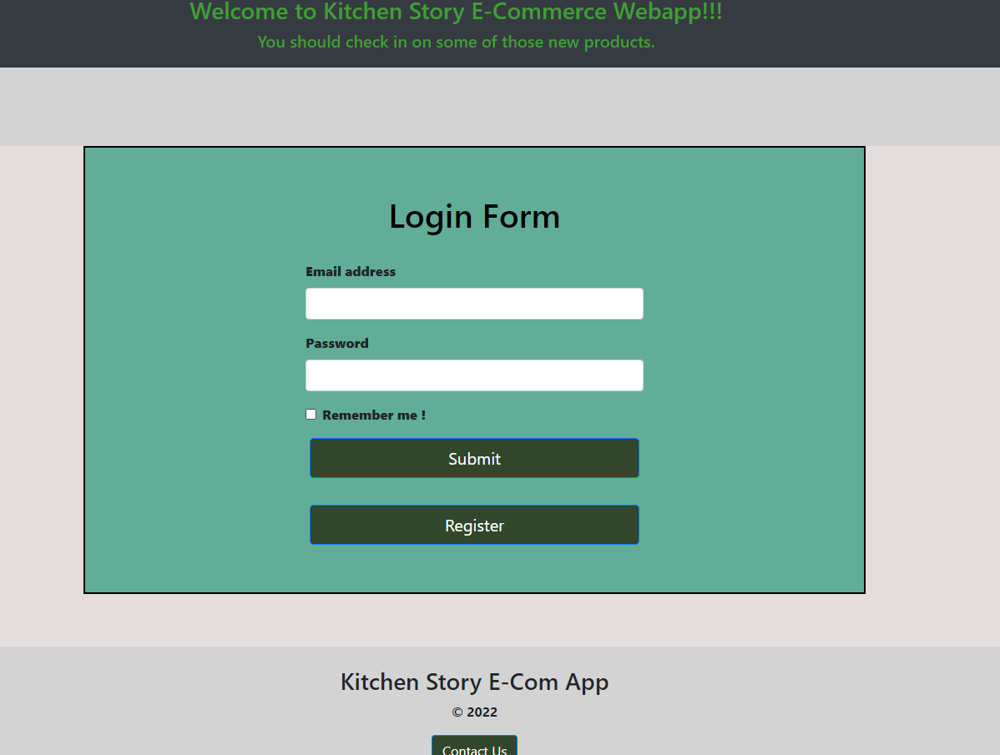 Welcome to Kitchen Story E-Commerce Webapp!!!
You should check in on some of those new products.
Login Form
Email address
Password
Remember me !
Submit
Register
Kitchen Story E-Com App
© 2022
Contact Us